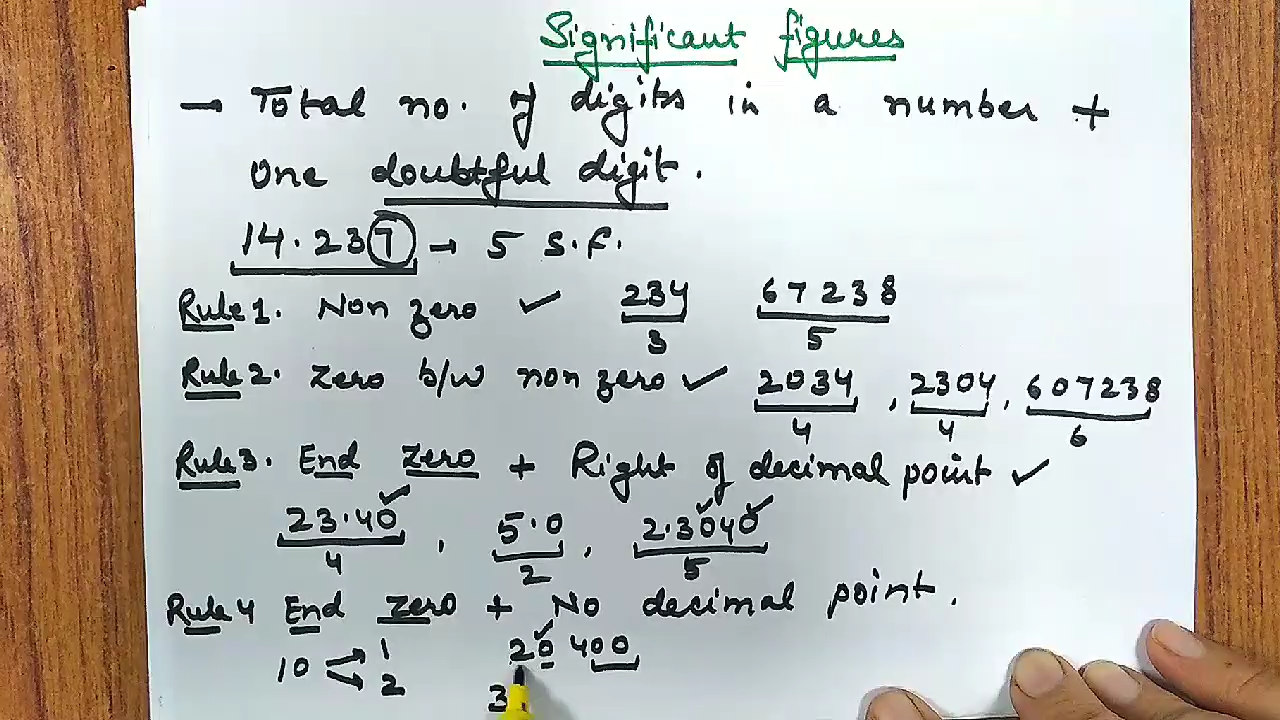 Significant figures
→ Total no. of digits in a number +
one doubtful digit.
14.237 → 5 S.F.
Rule 1. Non zero ✓ 234 67238
3 5
Rule 2. Zero b/w non zero ✓ 2034, 2304, 607238
4 4 6
Rule 3. End zero + Right of decimal point ✓
23.40, 5.0, 2.3040
4 2 5
Rule 4 End zero + No decimal point.
10 → 1 20400
→ 2 3